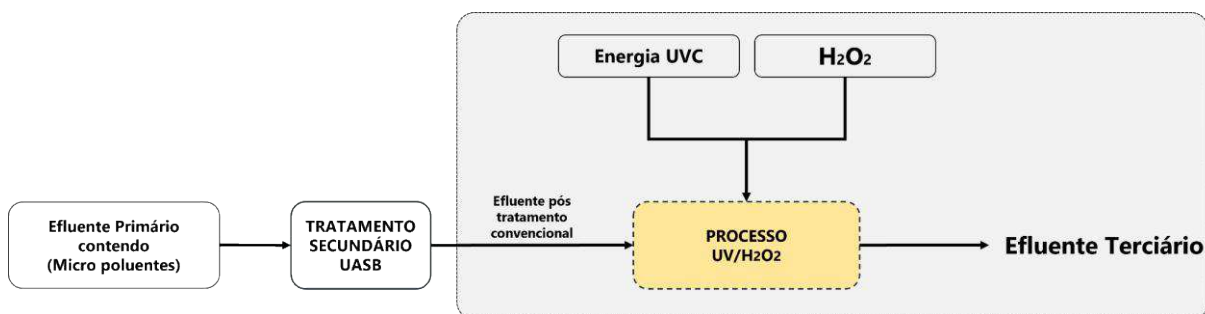 Energia UVC
H2O2
Efluente Primário
contendo
(Micro poluentes)
TRATAMENTO
SECUNDÁRIO
UASB
Efluente pós
tratamento
convencional
PROCESSO
UV/H2O2
Efluente Terciário